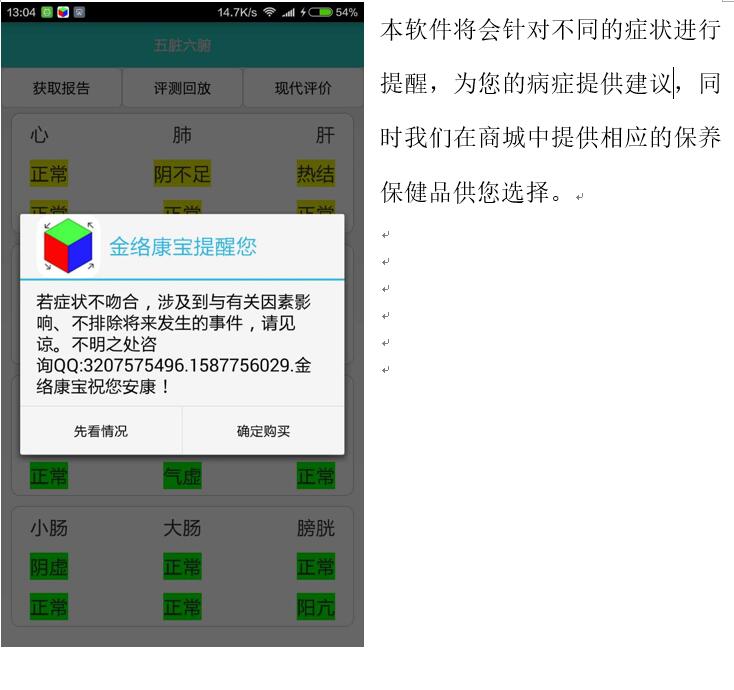 13:04 14.7K/s 54%
五脏六腑
获取报告 评测回放 现代评价
心 肺 肝
正常 阴不足 热结
正常 正常 正常
金络康宝提醒您
若症状不吻合，涉及到与有关因素影
响、不排除将来发生的事件，请见
谅。不明之处咨
询QQ:3207575496.1587756029.金
络康宝祝您安康！
先看情况 确定购买
正常 气虚 正常
小肠 大肠 膀胱
阴虚 正常 正常
正常 正常 阳亢
本软件将会针对不同的症状进行
提醒，为您的病症提供建议，同
时我们在商城中提供相应的保养
保健品供您选择。